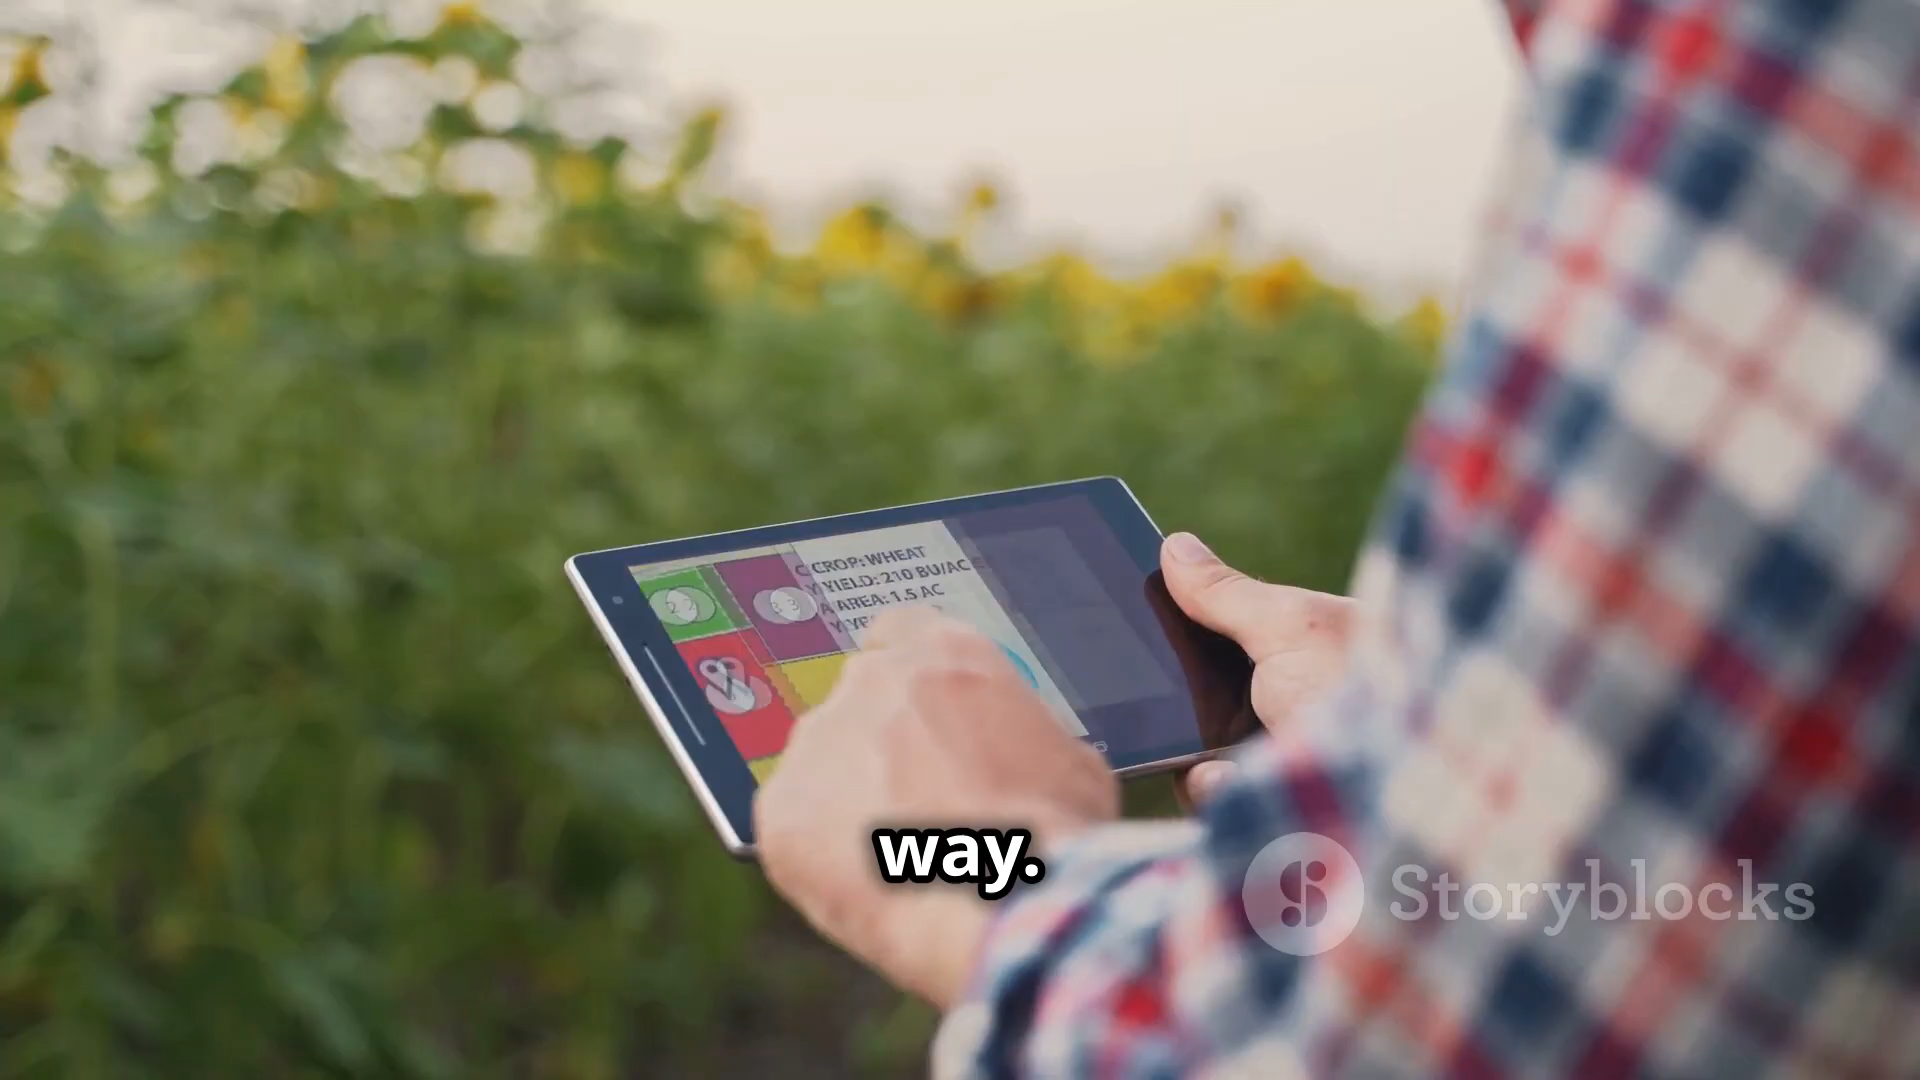 CROP: WHEAT
YIELD: 210 BU/AC
AREA: 1.5 AC
way.
Storyblocks